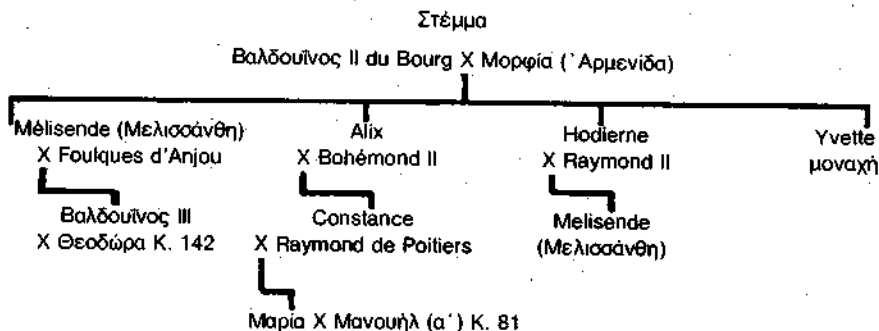 Στέμμα
Βαλδουῖνος II du Bourg X Μορφία (᾿Αρμενίδα)
Mélisende (Μελισσάνθη) Alix Hodierne Yvette
X Foulques d'Anjou X Bohémond II X Raymond II μοναχή
Βαλδουῖνος III Constance Melisende
X Θεοδώρα Κ. 142 X Raymond de Poitiers (Μελισσάνθη)
Μαρία X Μανουήλ (α΄) Κ. 81